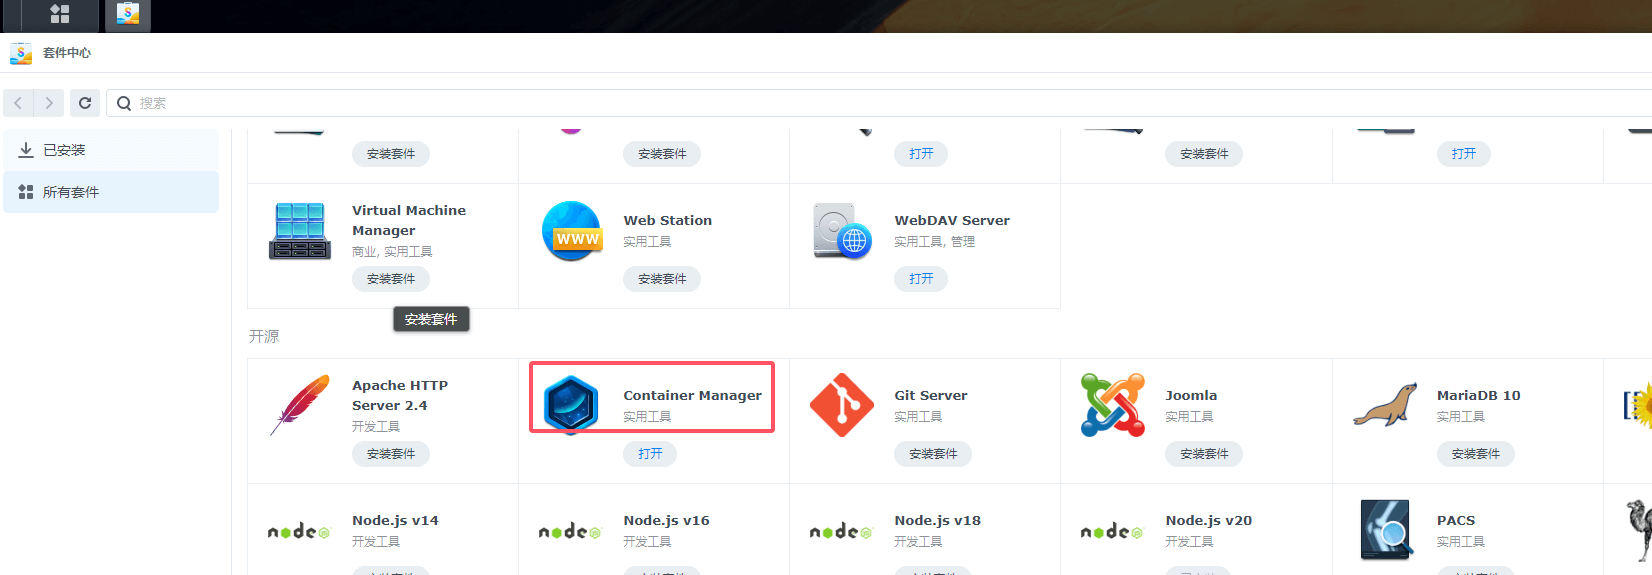 套件中心
搜索
已安装
所有套件
安装套件
安装套件
打开
安装套件
打开
Virtual Machine
Manager
商业, 实用工具
安装套件
WWW
Web Station
实用工具
安装套件
WebDAV Server
实用工具, 管理
打开
安装套件
开源
Apache HTTP
Server 2.4
开发工具
安装套件
Container Manager
实用工具
打开
Git Server
实用工具
安装套件
Joomla
实用工具
安装套件
MariaDB 10
实用工具
安装套件
node
Node.js v14
开发工具
node
Node.js v16
开发工具
node
Node.js v18
开发工具
node
Node.js v20
开发工具
PACS
实用工具